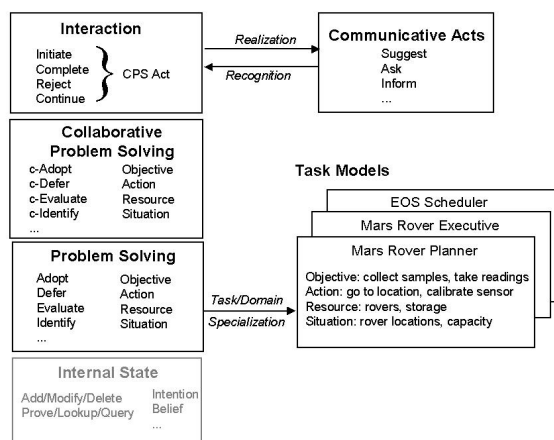 Interaction
Initiate
Complete
Reject
Continue
CPS Act
Realization
Recognition
Communicative Acts
Suggest
Ask
Inform
...
Collaborative
Problem Solving
c-Adopt Objective
c-Defer Action
c-Evaluate Resource
c-Identify Situation
...
Problem Solving
Adopt Objective
Defer Action
Evaluate Resource
Identify Situation
...
Task/Domain
Specialization
Task Models
EOS Scheduler
Mars Rover Executive
Mars Rover Planner
Objective: collect samples, take readings
Action: go to location, calibrate sensor
Resource: rovers, storage
Situation: rover locations, capacity
Internal State
Add/Modify/Delete Intention
Prove/Lookup/Query Belief
...